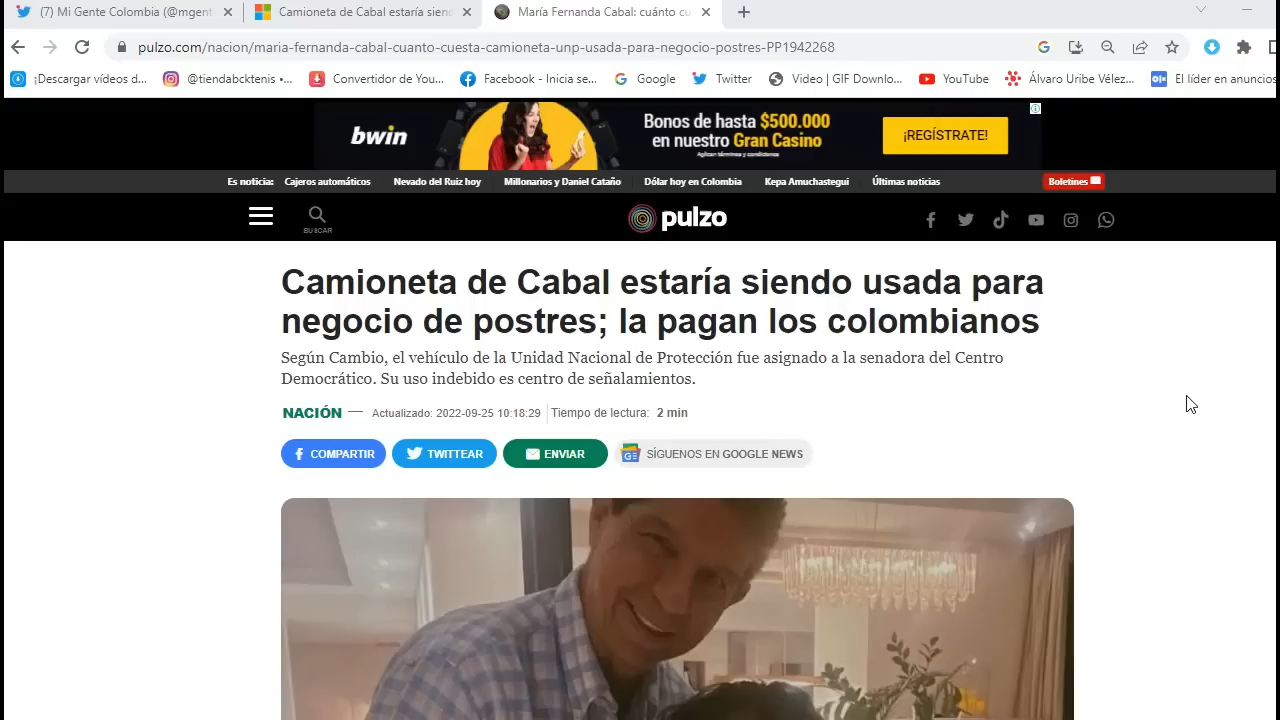 (7) Mi Gente Colombia (@mgent
Camioneta de Cabal estaría siend
María Fernanda Cabal: cuánto cu
pulzo.com/nacion/maria-fernanda-cabal-cuanto-cuesta-camioneta-unp-usada-para-negocio-postres-PP1942268
¡Descargar vídeos d...
@tiendabcktenis •...
Convertidor de You...
Facebook - Inicia se...
Google
Twitter
Video | GIF Downlo...
YouTube
Álvaro Uribe Vélez...
El líder en anuncios
bwin
Bonos de hasta $500.000
en nuestro Gran Casino
Aplican términos y condiciones
¡REGÍSTRATE!
Es noticia:
Cajeros automáticos
Nevado del Ruiz hoy
Millonarios y Daniel Cataño
Dólar hoy en Colombia
Kepa Amuchastegui
Últimas noticias
Boletines
BUSCAR
pulzo
Camioneta de Cabal estaría siendo usada para
negocio de postres; la pagan los colombianos
Según Cambio, el vehículo de la Unidad Nacional de Protección fue asignado a la senadora del Centro
Democrático. Su uso indebido es centro de señalamientos.
NACIÓN — Actualizado: 2022-09-25 10:18:29 Tiempo de lectura: 2 min
COMPARTIR
TWITTEAR
ENVIAR
SÍGUENOS EN GOOGLE NEWS